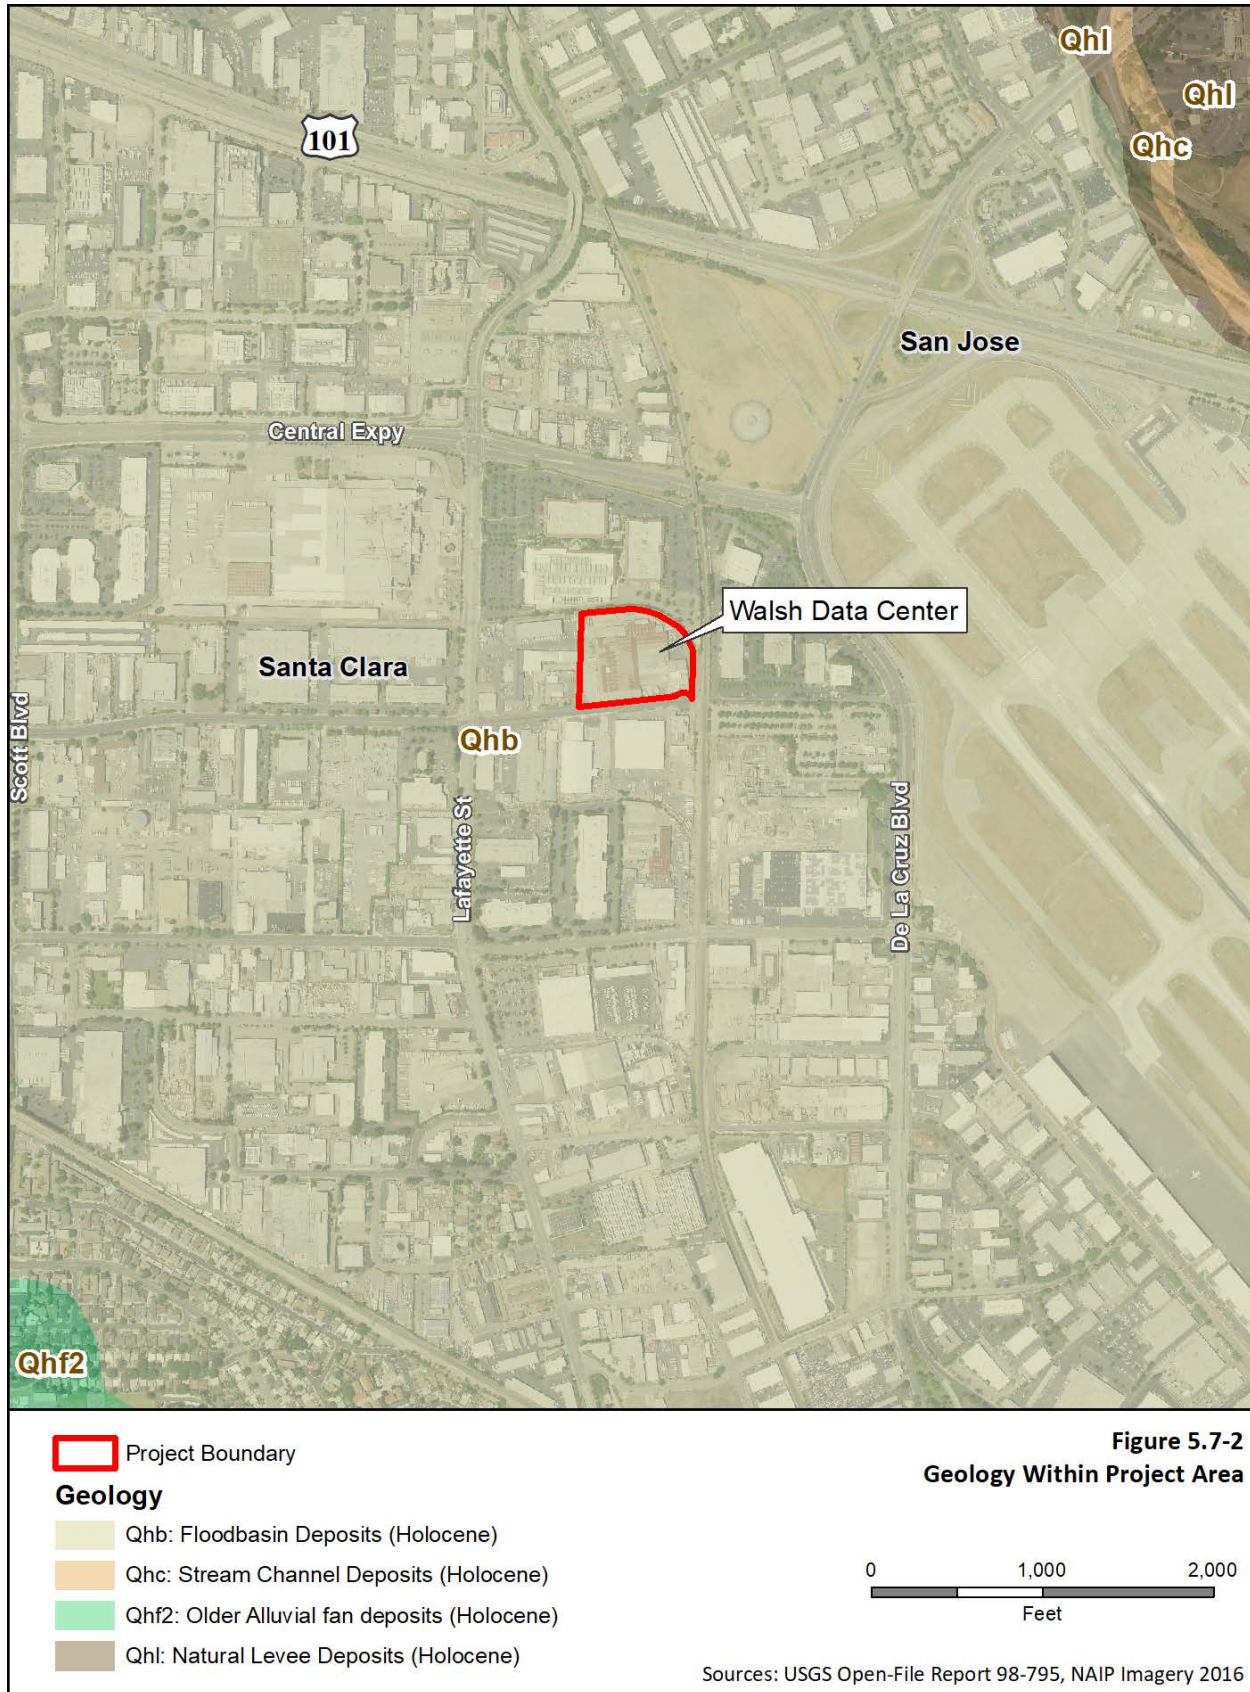 Qhl
Qhl
101
Qhc
San Jose
Central Expy
Walsh Data Center
Santa Clara
Scott Blvd
Qhb
Lafayette St
De La Cruz Blvd
Qhf2
Project Boundary
Geology
Qhb: Floodbasin Deposits (Holocene)
Qhc: Stream Channel Deposits (Holocene)
Qhf2: Older Alluvial fan deposits (Holocene)
Qhl: Natural Levee Deposits (Holocene)
Figure 5.7-2
Geology Within Project Area
0 1,000 2,000
Feet
Sources: USGS Open-File Report 98-795, NAIP Imagery 2016